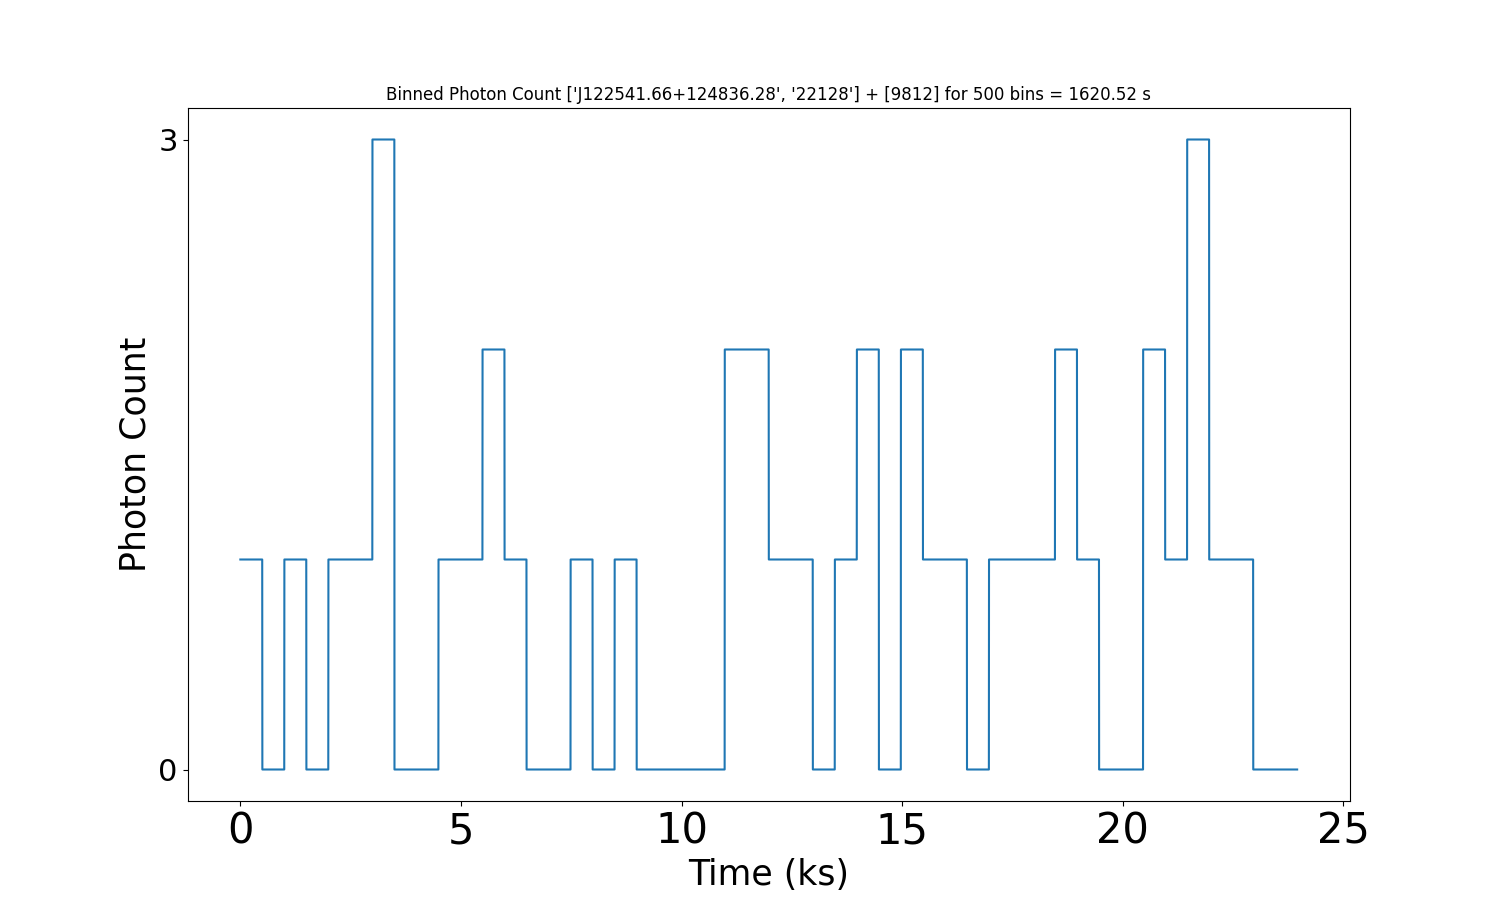 Binned Photon Count ['J122541.66+124836.28', '22128'] + [9812] for 500 bins = 1620.52 s
3
Photon Count
0
0 5 10 15 20 25
Time (ks)